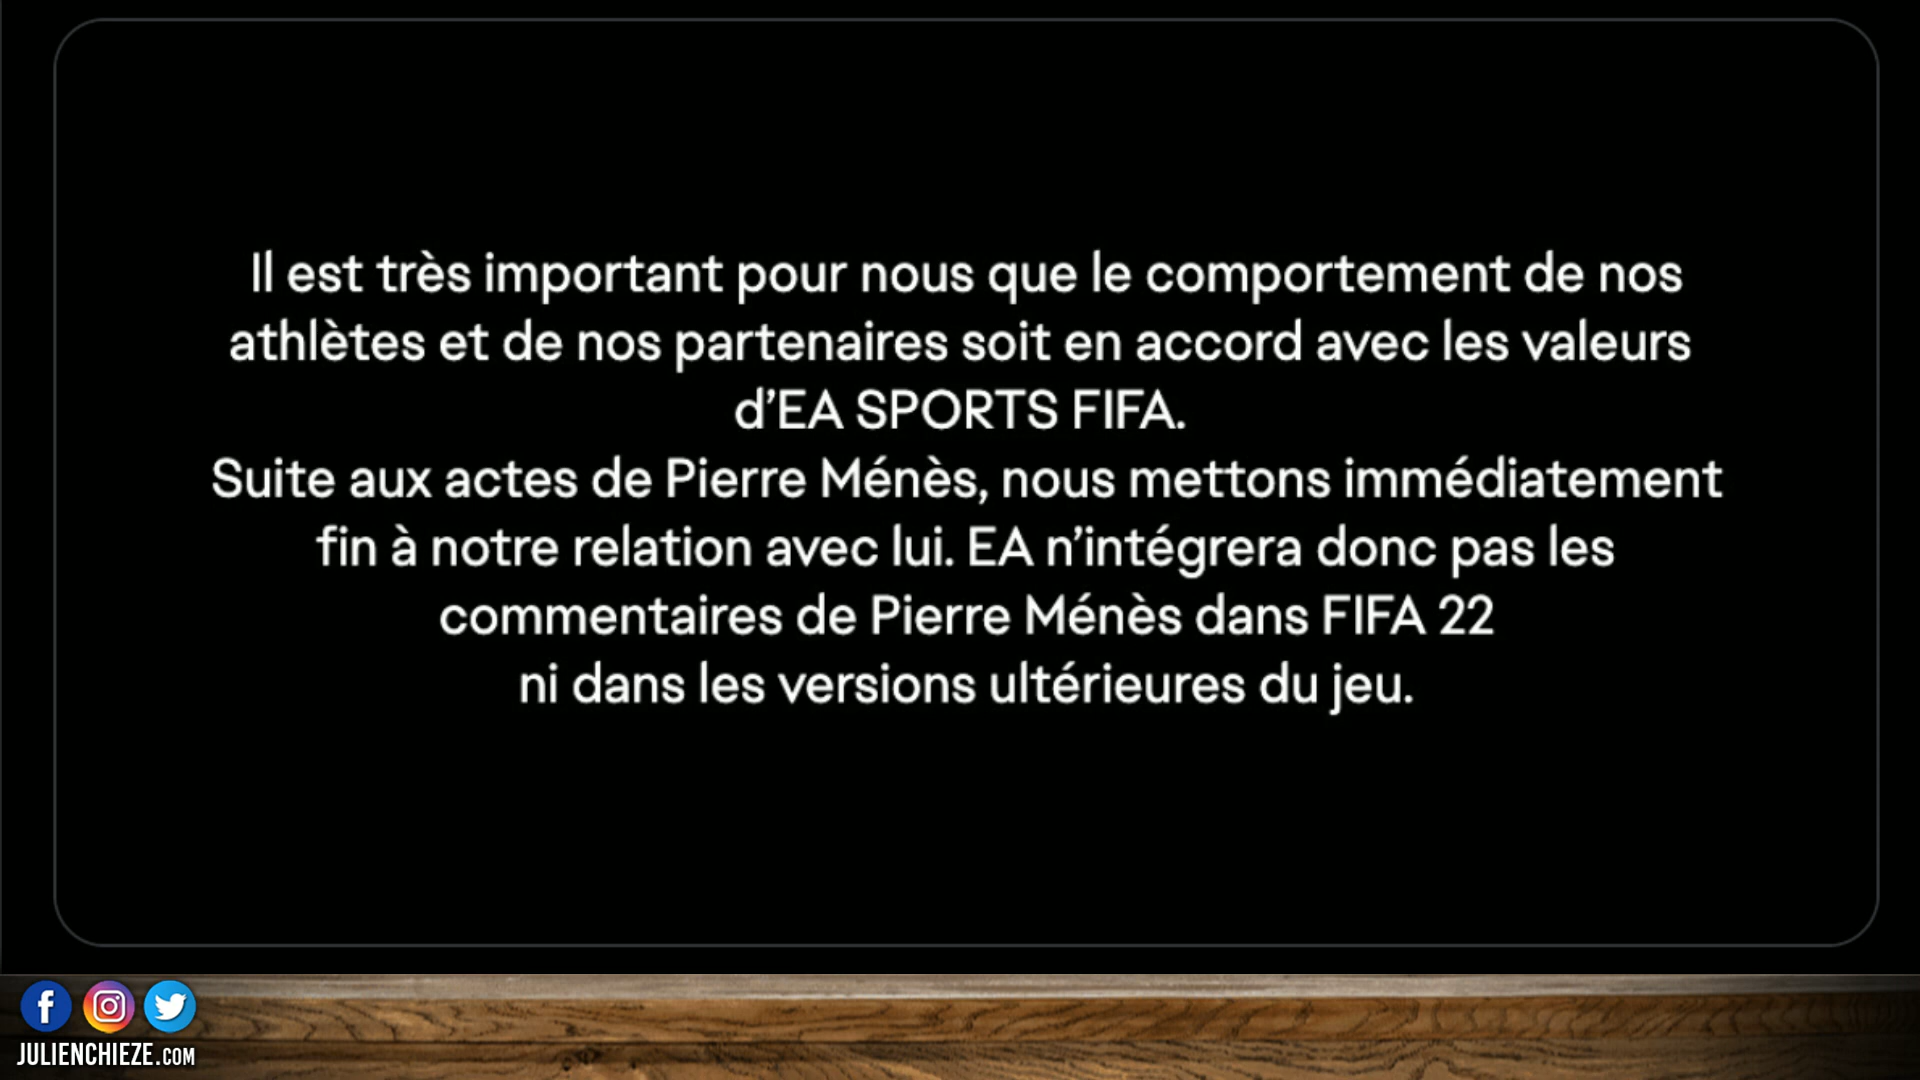 Il est très important pour nous que le comportement de nos
athlètes et de nos partenaires soit en accord avec les valeurs
d’EA SPORTS FIFA.
Suite aux actes de Pierre Ménès, nous mettons immédiatement
fin à notre relation avec lui. EA n’intégrera donc pas les
commentaires de Pierre Ménès dans FIFA 22
ni dans les versions ultérieures du jeu.
JULIENCHIEZE.COM